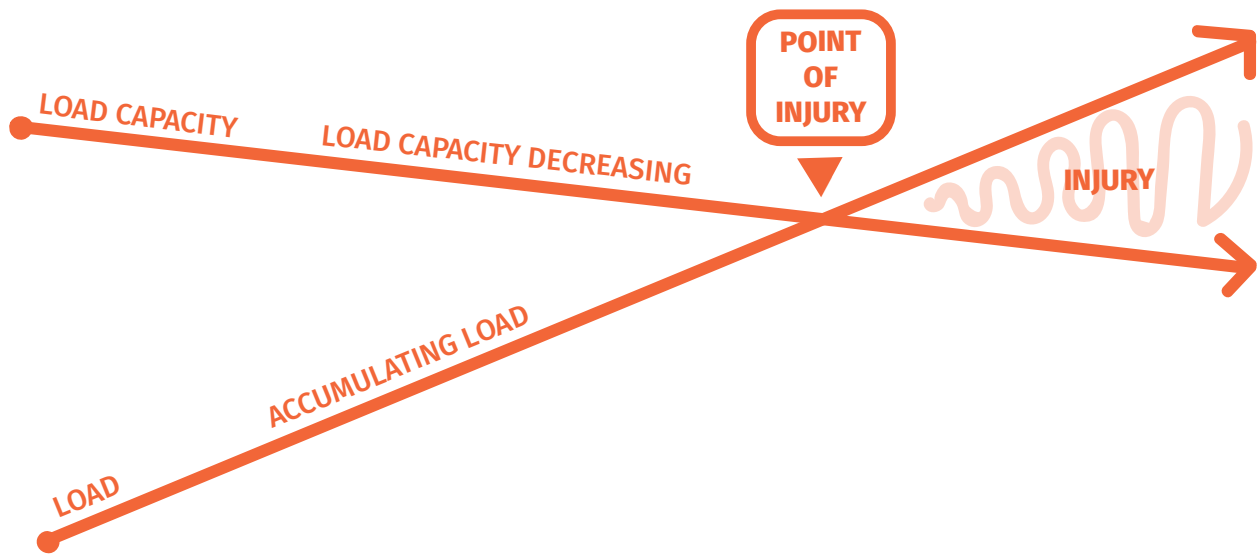 POINT
OF
INJURY
LOAD CAPACITY
LOAD CAPACITY DECREASING
INJURY
ACCUMULATING LOAD
LOAD